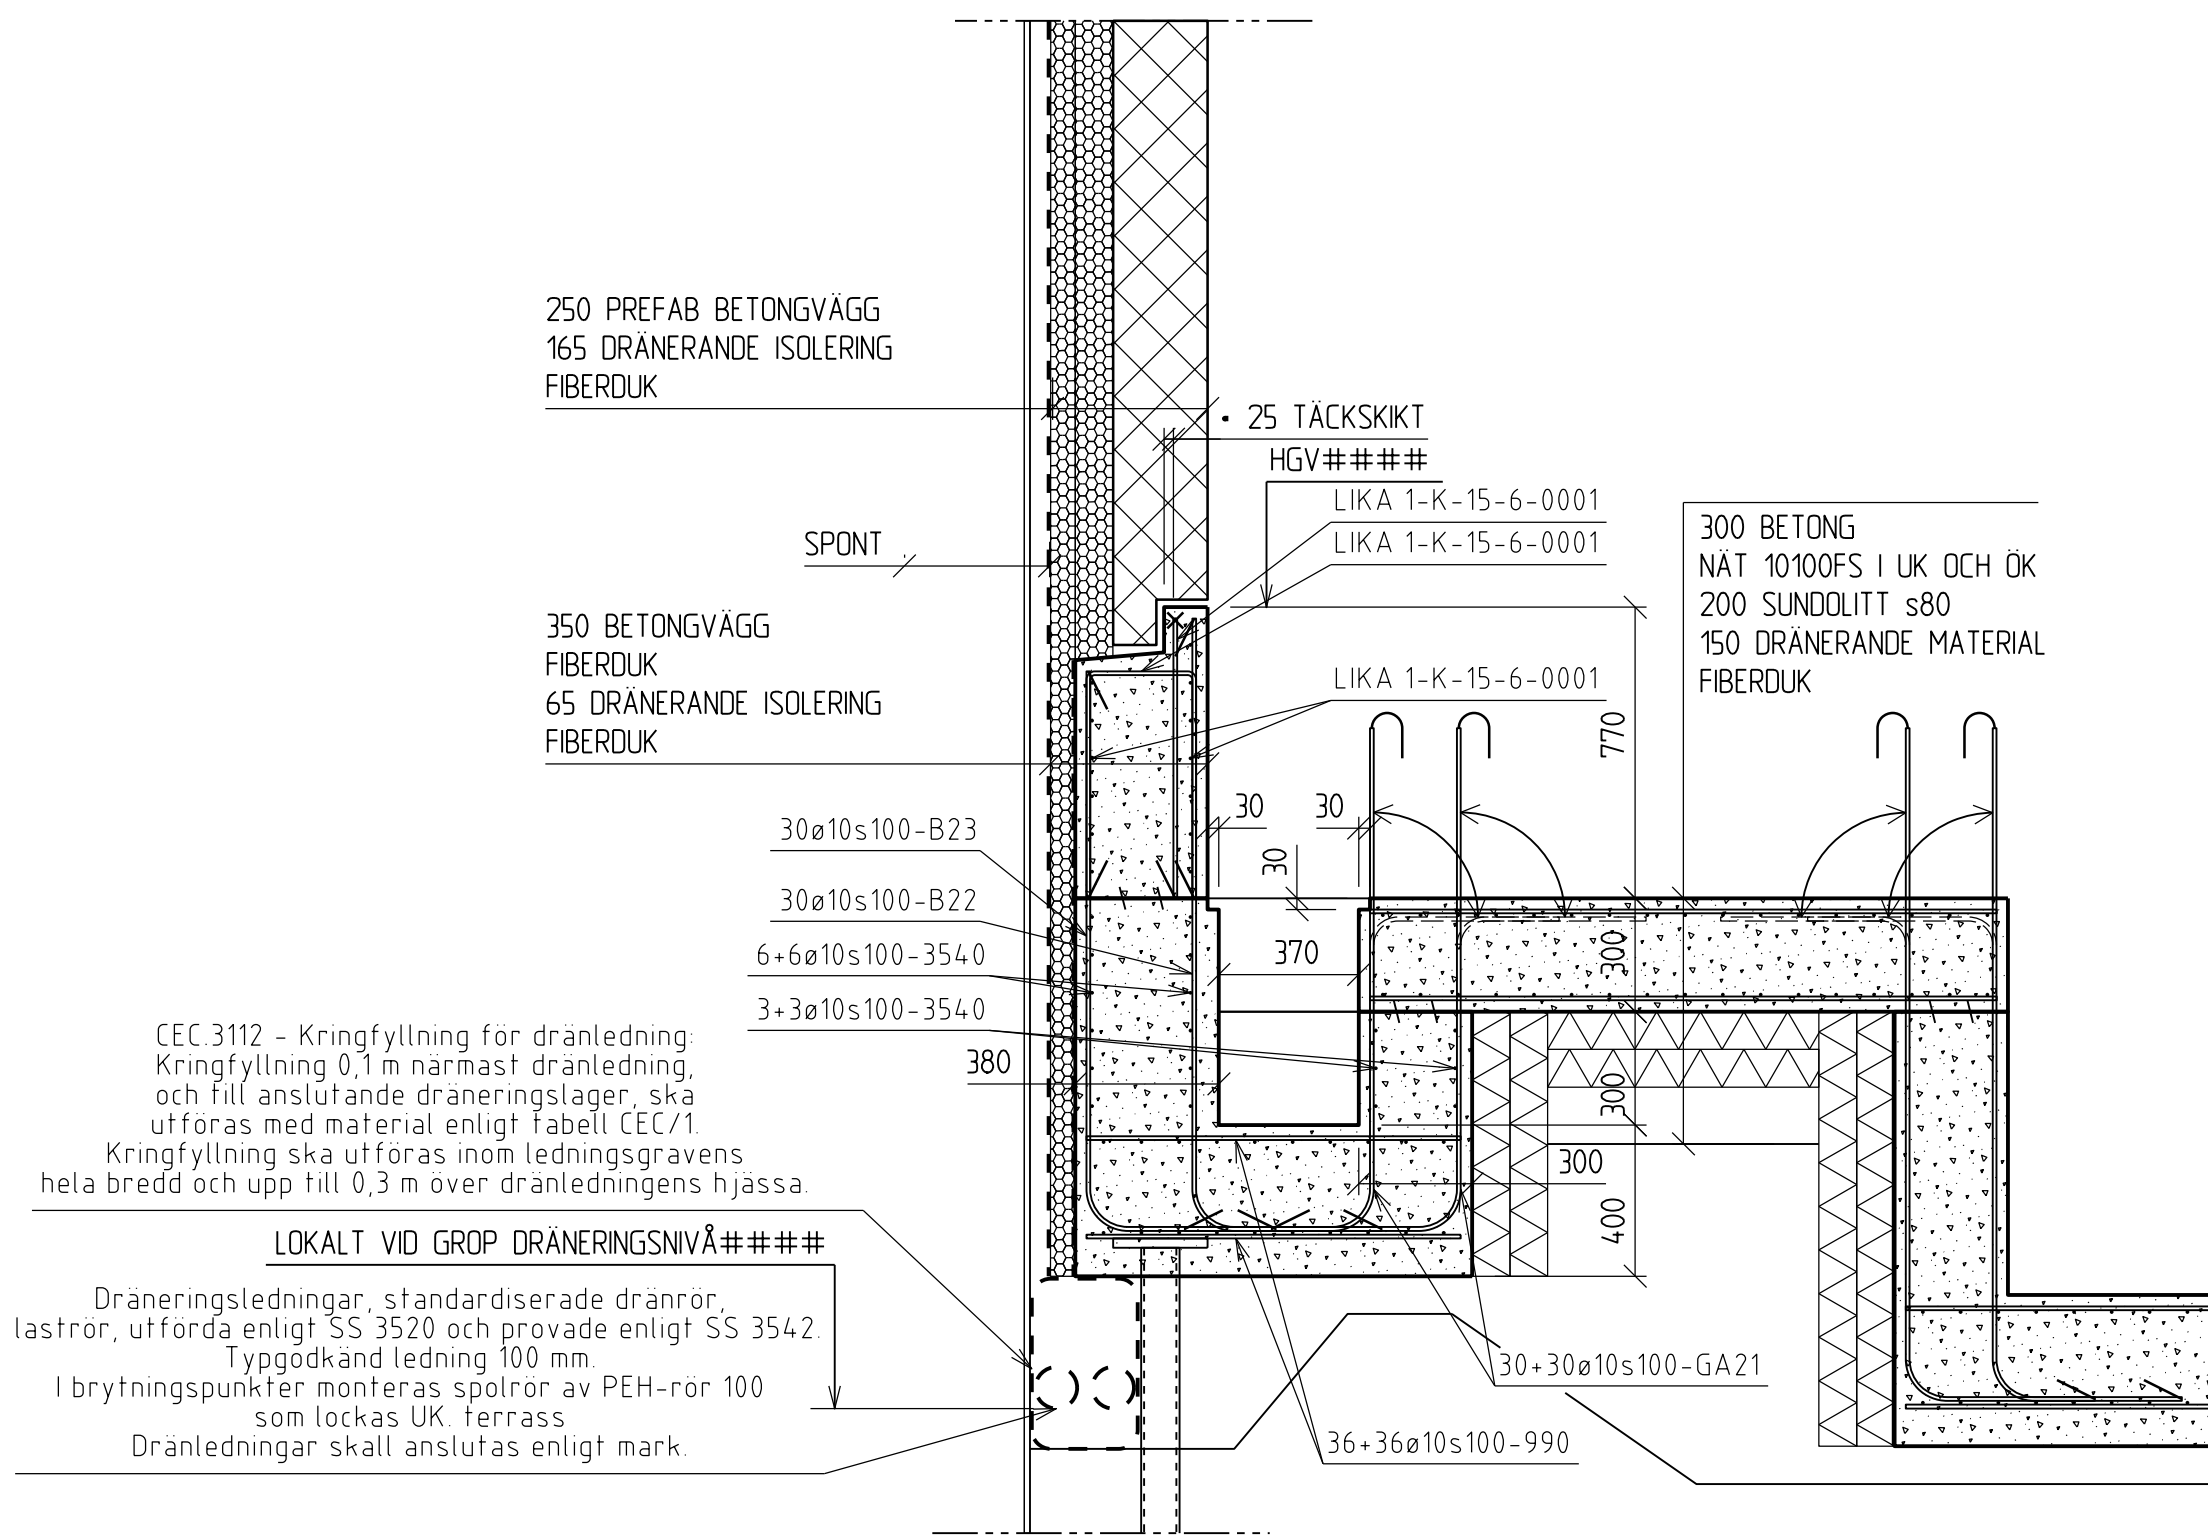 250 PREFAB BETONGVÄGG
165 DRÄNERANDE ISOLERING
FIBERDUK
25 TÄCKSKIKT
HGV####
LIKA 1-K-15-6-0001
LIKA 1-K-15-6-0001
SPONT
300 BETONG
NÄT 10100FS I UK OCH ÖK
200 SUNDOLITT s80
150 DRÄNERANDE MATERIAL
FIBERDUK
350 BETONGVÄGG
FIBERDUK
65 DRÄNERANDE ISOLERING
FIBERDUK
LIKA 1-K-15-6-0001
770
30
30
30
30ø10s100-B23
30ø10s100-B22
6+6ø10s100-3540
3+3ø10s100-3540
370
300
380
300
300
400
CEC.3112 - Kringfyllning för dränledning:
Kringfyllning 0,1 m närmast dränledning,
och till anslutande dräneringslager, ska
utföras med material enligt tabell CEC/1.
Kringfyllning ska utföras inom ledningsgravens
hela bredd och upp till 0,3 m över dränledningens hjässa.
LOKALT VID GROP DRÄNERINGSNIVÅ####
Dräneringsledningar, standardiserade dränrör,
laströr, utförda enligt SS 3520 och provade enligt SS 3542.
Typgodkänd ledning 100 mm.
I brytningspunkter monteras spolrör av PEH-rör 100
som lockas UK. terrass
Dränledningar skall anslutas enligt mark.
30+30ø10s100-GA21
36+36ø10s100-990